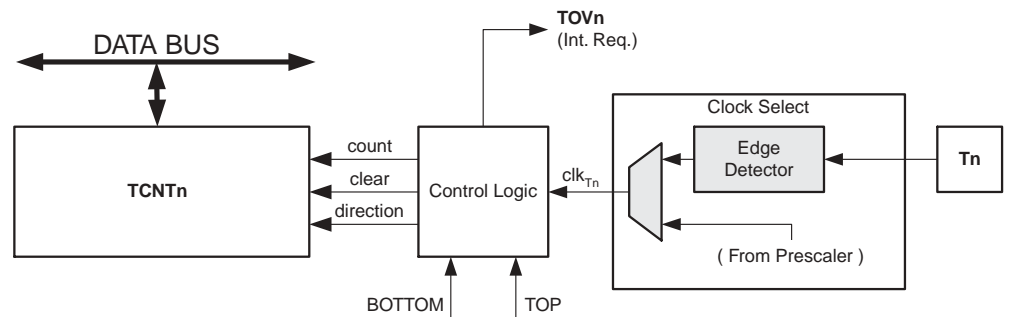 TOVn
(Int. Req.)
DATA BUS
Clock Select
count
Edge
Detector
Tn
TCNTn
clear
Control Logic
clkTn
direction
( From Prescaler )
BOTTOM
TOP